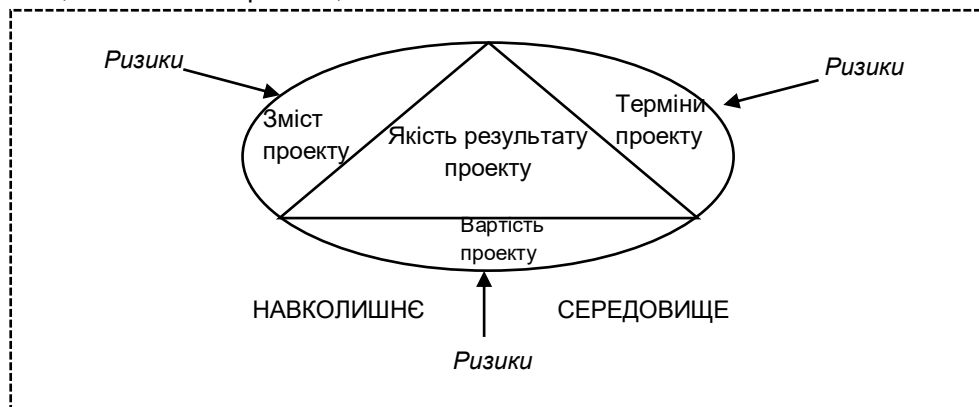 Ризики
Ризики
Зміст
проекту
Якість результату
проекту
Терміни
проекту
Вартість
проекту
НАВКОЛИШНЄ СЕРЕДОВИЩЕ
Ризики